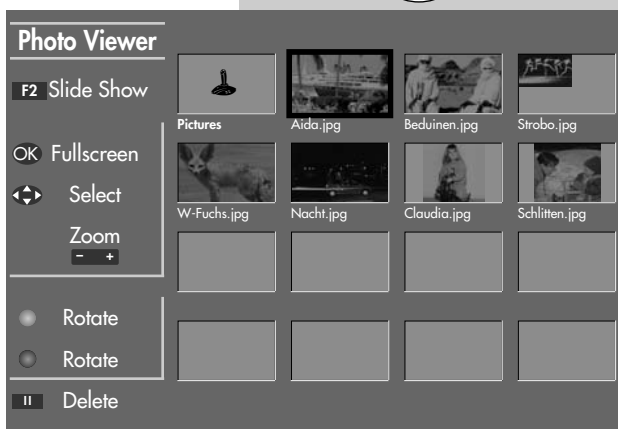 Photo Viewer
F2 Slide Show
OK Fullscreen
Select
Zoom
- +
Rotate
Rotate
II Delete
Pictures Aida.jpg Beduinen.jpg Strobo.jpg
W-Fuchs.jpg Nacht.jpg Claudia.jpg Schlitten.jpg